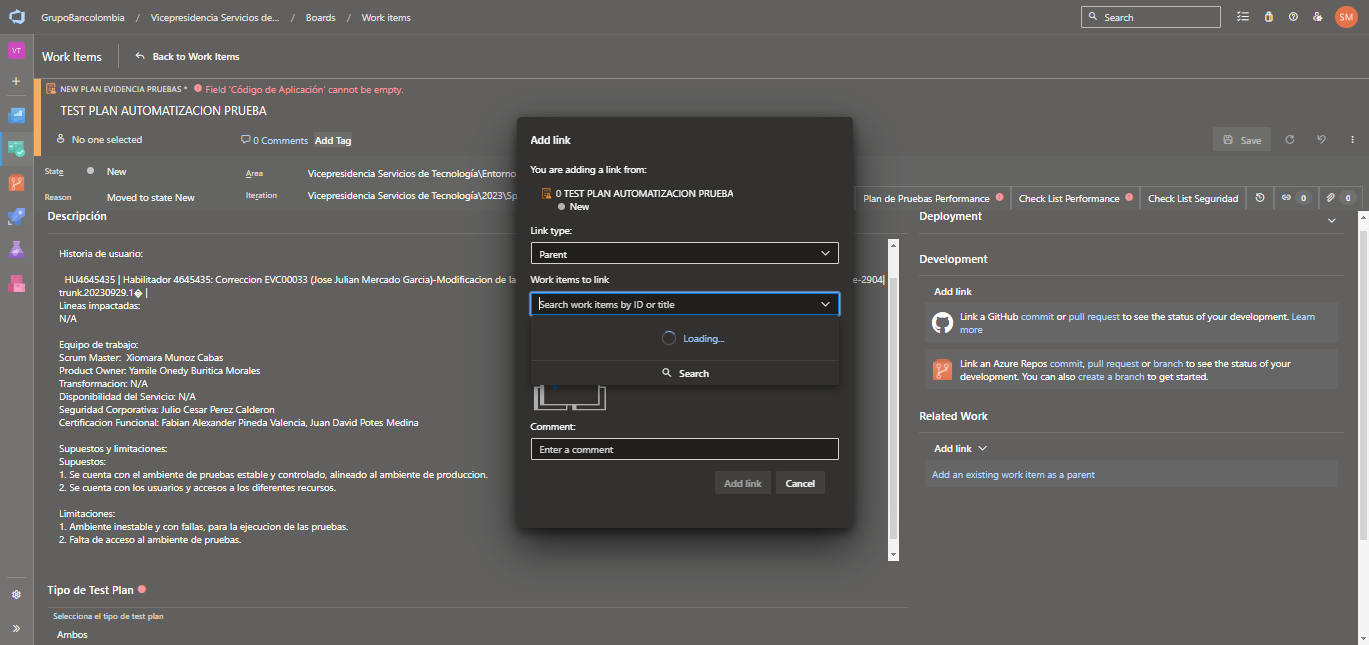 GrupoBancolombia / Vicepresidencia Servicios de... / Boards / Work items
Search
SM
VT
Work Items
Back to Work Items
NEW PLAN EVIDENCIA PRUEBAS * Field 'Código de Aplicación' cannot be empty.
TEST PLAN AUTOMATIZACION PRUEBA
No one selected
0 Comments
Add Tag
Save
State
New
Area
Vicepresidencia Servicios de Tecnología\Entorno
Reason
Moved to state New
Iteration
Vicepresidencia Servicios de Tecnología\2023\Sp
Plan de Pruebas Performance
Check List Performance
Check List Seguridad
0
0
Descripción
Historia de usuario:
HU4645435 | Habilitador 4645435: Correccion EVC00033 (Jose Julian Mercado Garcia)-Modificacion de la
e-2904|
trunk.20230929.1� |
Lineas impactadas:
N/A
Equipo de trabajo:
Scrum Master: Xiomara Munoz Cabas
Product Owner: Yamile Onedy Buritica Morales
Transformacion: N/A
Disponibilidad del Servicio: N/A
Seguridad Corporativa: Julio Cesar Perez Calderon
Certificacion Funcional: Fabian Alexander Pineda Valencia, Juan David Potes Medina
Supuestos y limitaciones:
Supuestos:
1. Se cuenta con el ambiente de pruebas estable y controlado, alineado al ambiente de produccion.
2. Se cuenta con los usuarios y accesos a los diferentes recursos.
Limitaciones:
1. Ambiente inestable y con fallas, para la ejecucion de las pruebas.
2. Falta de acceso al ambiente de pruebas.
Tipo de Test Plan
Selecciona el tipo de test plan
Ambos
Add link
You are adding a link from:
0 TEST PLAN AUTOMATIZACION PRUEBA
New
Link type:
Parent
Work items to link
Search work items by ID or title
Loading...
Search
Comment:
Enter a comment
Add link
Cancel
Deployment
Development
Add link
Link a GitHub commit or pull request to see the status of your development. Learn
more
Link an Azure Repos commit, pull request or branch to see the status of your
development. You can also create a branch to get started.
Related Work
Add link
Add an existing work item as a parent